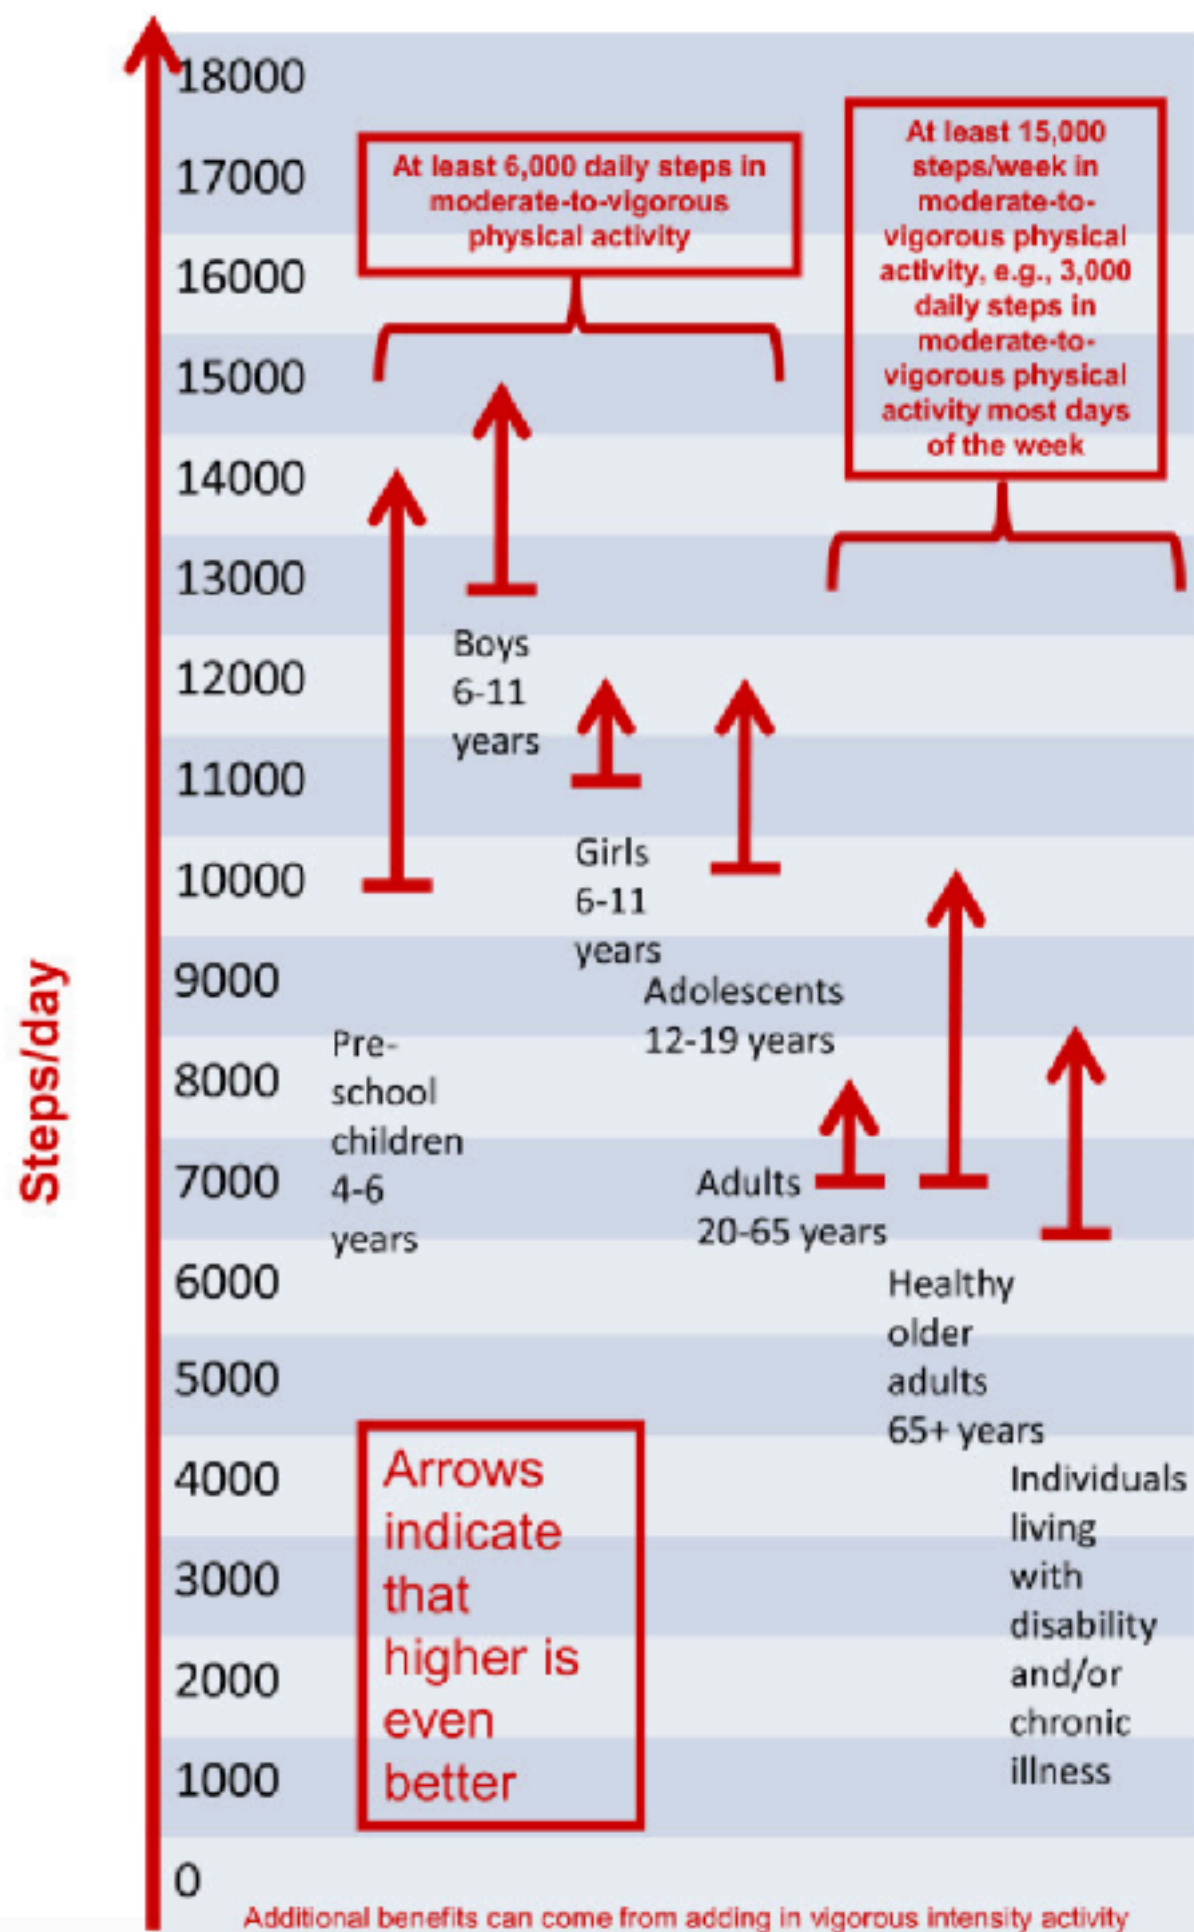 Steps/day
18000
17000
16000
15000
14000
13000
12000
11000
10000
9000
8000
7000
6000
5000
4000
3000
2000
1000
0
At least 6,000 daily steps in
moderate-to-vigorous
physical activity
At least 15,000
steps/week in
moderate-to-
vigorous physical
activity, e.g., 3,000
daily steps in
moderate-to-
vigorous physical
activity most days
of the week
Pre-
school
children
4-6
years
Boys
6-11
years
Girls
6-11
years
Adolescents
12-19 years
Adults
20-65 years
Healthy
older
adults
65+ years
Individuals
living
with
disability
and/or
chronic
illness
Arrows
indicate
that
higher is
even
better
Additional benefits can come from adding in vigorous intensity activity